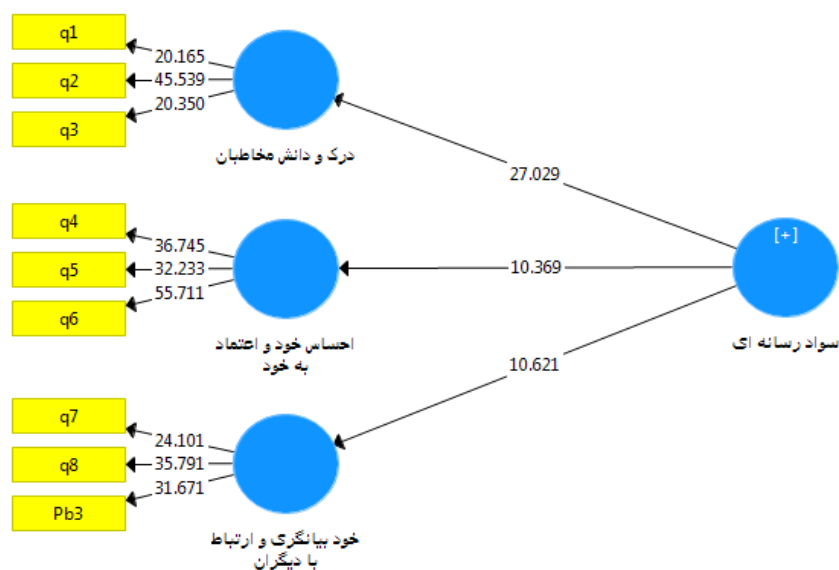 q1
q2
q3
20.165
45.539
20.350
درک و دانش مخاطبان
27.029
q4
q5
q6
36.745
32.233
55.711
احساس خود و اعتماد
به خود
10.369
[+]
سواد رسانه ای
q7
q8
Pb3
24.101
35.791
31.671
خود بیانگری و ارتباط
با دیگران
10.621